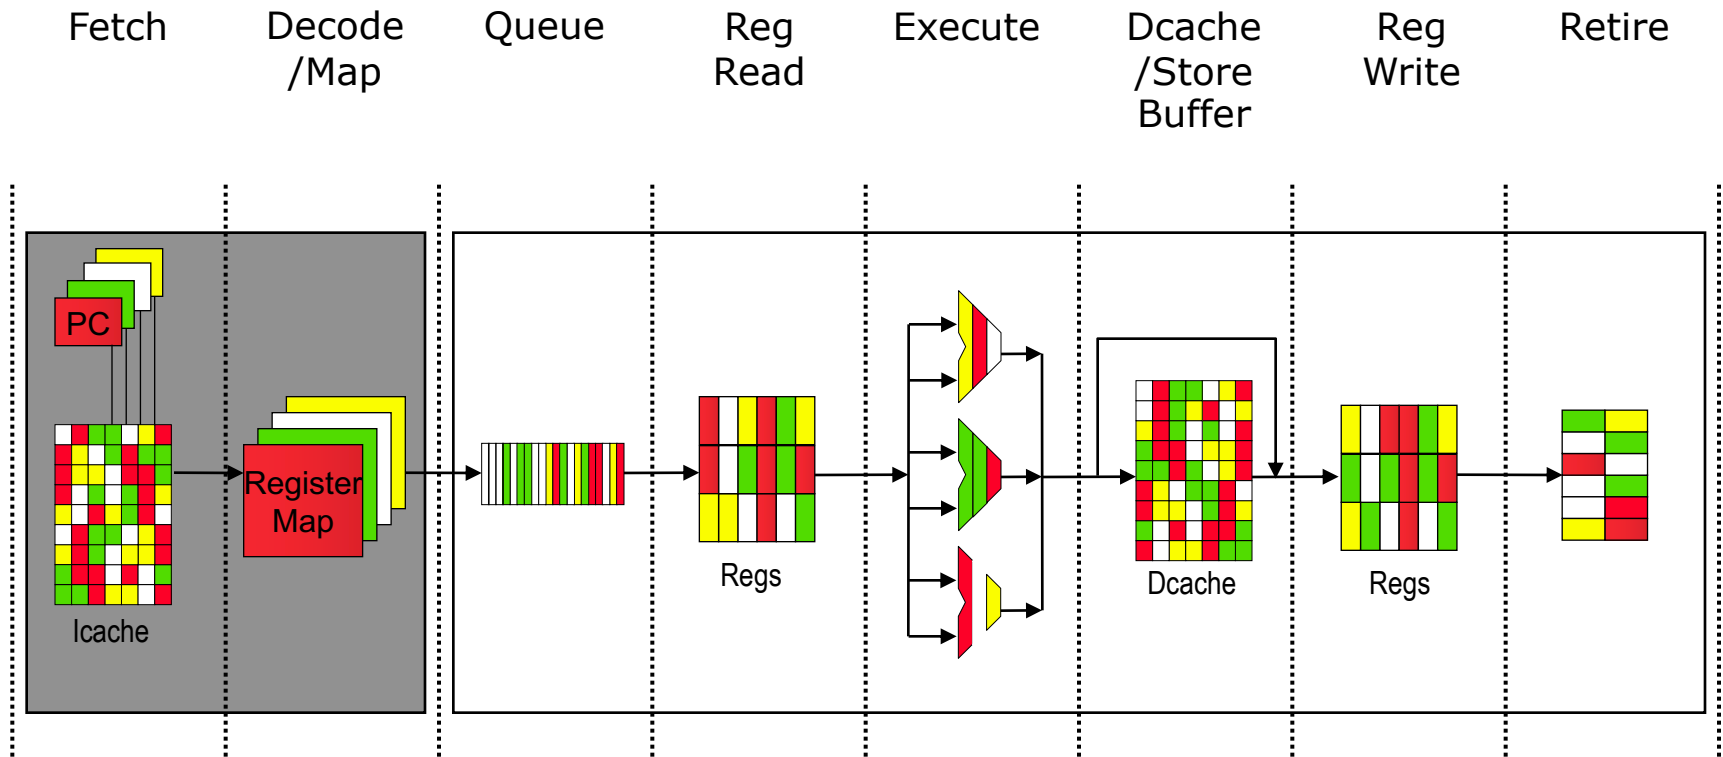 Fetch
Decode
/Map
Queue
Reg
Read
Execute
Dcache
/Store
Buffer
Reg
Write
Retire
PC
Register
Map
Icache
Regs
Dcache
Regs